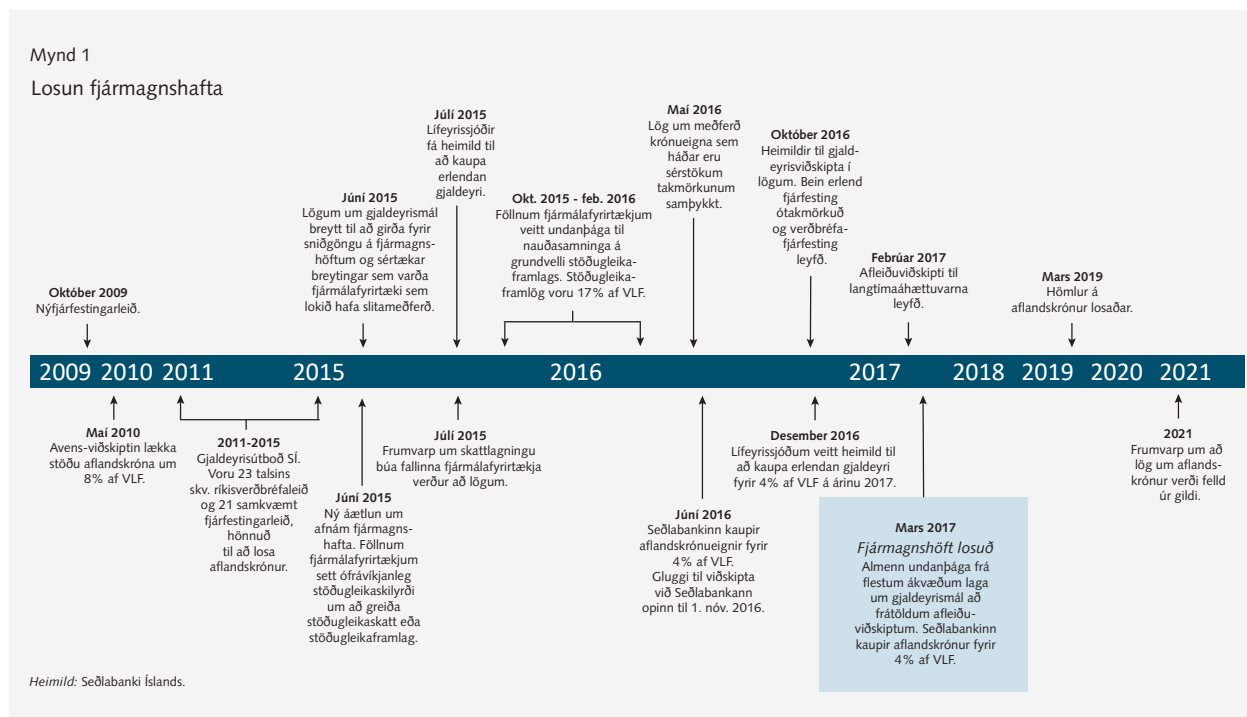 Mynd 1
Losun fjármagnshafta
Október 2009
Nýfjárfestingarleið.
Júní 2015
Lögum um gjaldeyrismál
breytt til að girða fyrir
sniðgöngu á fjármagns-
höftum og sértækar
breytingar sem varða
fjármálafyrirtæki sem
lokið hafa slitameðferð.
Júlí 2015
Lífeyrissjóðir
fá heimild til
að kaupa
erlendan
gjaldeyri.
Okt. 2015 - feb. 2016
Föllnum fjármálafyrirtækjum
veitt undanþága til
nauðasamninga á
grundvelli stöðugleika-
framlags. Stöðugleika-
framlög voru 17% af VLF.
Maí 2016
Lög um meðferð
krónueigna sem
háðar eru
sérstökum
takmörkunum
samþykkt.
Október 2016
Heimildir til gjald-
eyrisviðskipta í
lögum. Bein erlend
fjárfesting
ótakmörkuð
og verðbréfa-
fjárfesting
leyfð.
Febrúar 2017
Afleiðuviðskipti til
langtímaáhættuvarna
leyfð.
Mars 2019
Hömlur á
aflandskrónur losaðar.
2009 2010 2011 2015 2016 2017 2018 2019 2020 2021
Maí 2010
Avens-viðskiptin lækka
stöðu aflandskróna um
8% af VLF.
2011-2015
Gjaldeyrisútboð SÍ.
Voru 23 talsins
skv. ríkisverðbréfaleið
og 21 samkvæmt
fjárfestingarleið,
hönnuð
til að losa
aflandskrónur.
Júní 2015
Ný áætlun um
afnám fjármagns-
hafta. Föllnum
fjármálafyrirtækjum
sett ófrávíkjanleg
stöðugleikaskilyrði
um að greiða
stöðugleikaskatt eða
stöðugleikaframlag.
Júlí 2015
Frumvarp um skattlagningu
búa fallinna fjármálafyrirtækja
verður að lögum.
Júní 2016
Seðlabankinn kaupir
aflandskrónueignir fyrir
4% af VLF.
Gluggi til viðskipta
við Seðlabankann
opinn til 1. nóv. 2016.
Desember 2016
Lífeyrissjóðum veitt heimild til
að kaupa erlendan gjaldeyri
fyrir 4% af VLF á árinu 2017.
Mars 2017
Fjármagnshöft losuð
Almenn undanþága frá
flestum ákvæðum laga
um gjaldeyrismál að
frátöldum afleiðu-
viðskiptum. Seðlabankinn
kaupir aflandskrónur fyrir
4% af VLF.
2021
Frumvarp um að
lög um aflands-
krónur verði felld
úr gildi.
Heimild: Seðlabanki Íslands.